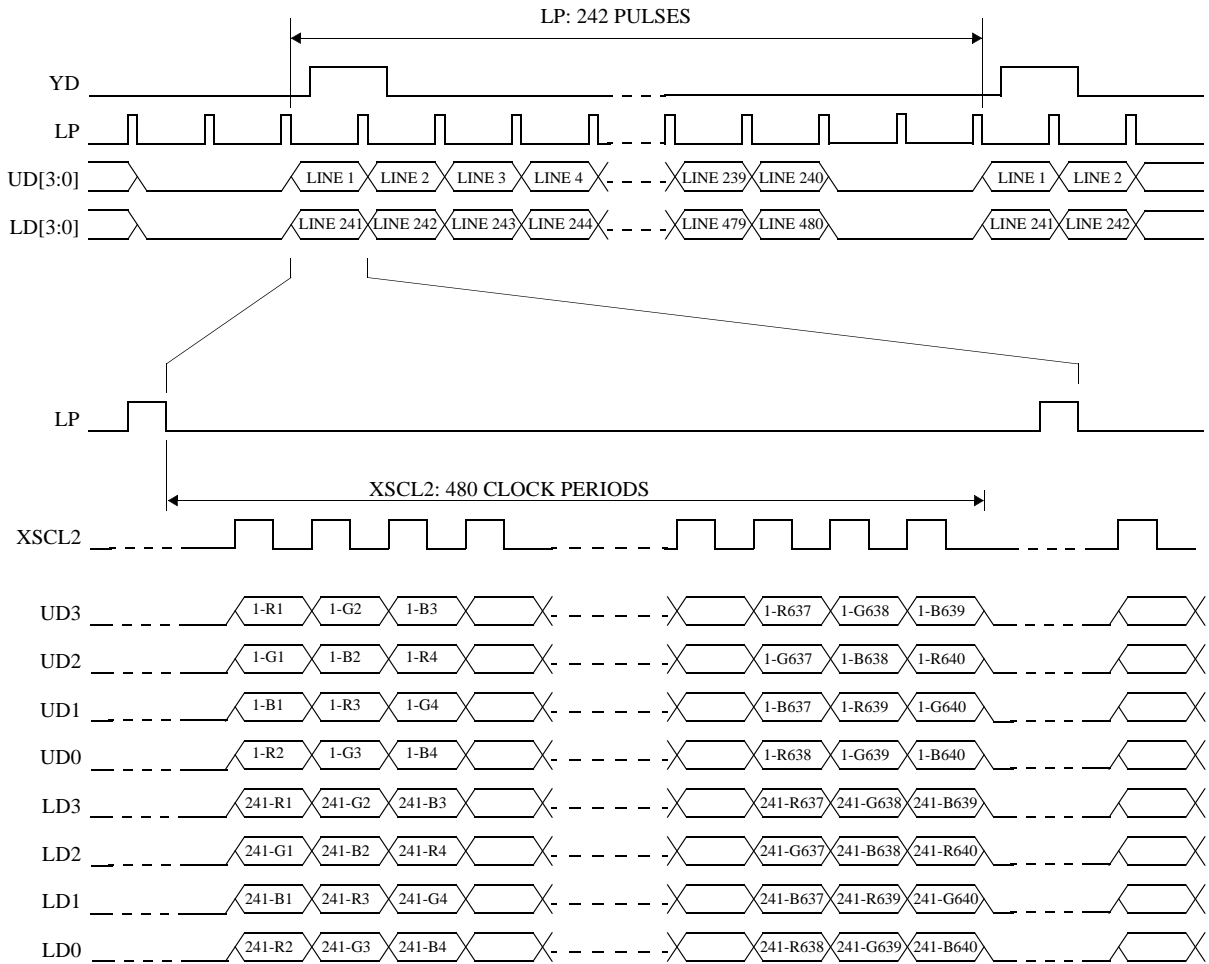 LP: 242 PULSES
YD
LP
UD[3:0] LINE 1 LINE 2 LINE 3 LINE 4 LINE 239 LINE 240 LINE 1 LINE 2
LD[3:0] LINE 241 LINE 242 LINE 243 LINE 244 LINE 479 LINE 480 LINE 241 LINE 242
LP
XSCL2: 480 CLOCK PERIODS
XSCL2
UD3 1-R1 1-G2 1-B3 1-R637 1-G638 1-B639
UD2 1-G1 1-B2 1-R4 1-G637 1-B638 1-R640
UD1 1-B1 1-R3 1-G4 1-B637 1-R639 1-G640
UD0 1-R2 1-G3 1-B4 1-R638 1-G639 1-B640
LD3 241-R1 241-G2 241-B3 241-R637 241-G638 241-B639
LD2 241-G1 241-B2 241-R4 241-G637 241-B638 241-R640
LD1 241-B1 241-R3 241-G4 241-B637 241-R639 241-G640
LD0 241-R2 241-G3 241-B4 241-R638 241-G639 241-B640